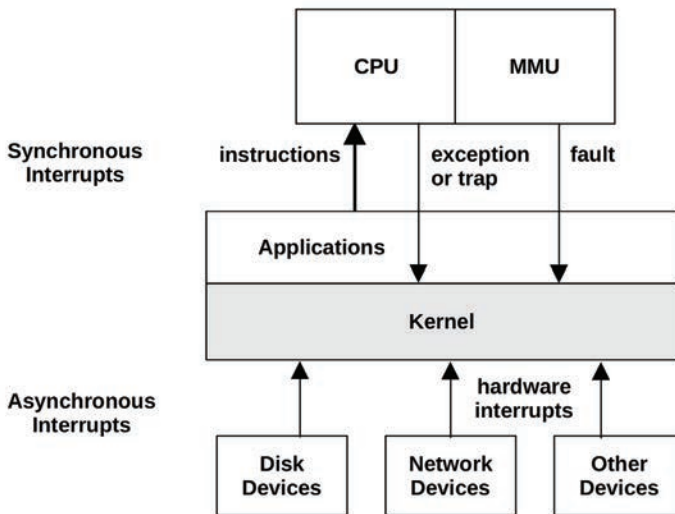 CPU
MMU
Synchronous
Interrupts
instructions
exception
or trap
fault
Applications
Kernel
Asynchronous
Interrupts
hardware
interrupts
Disk
Devices
Network
Devices
Other
Devices